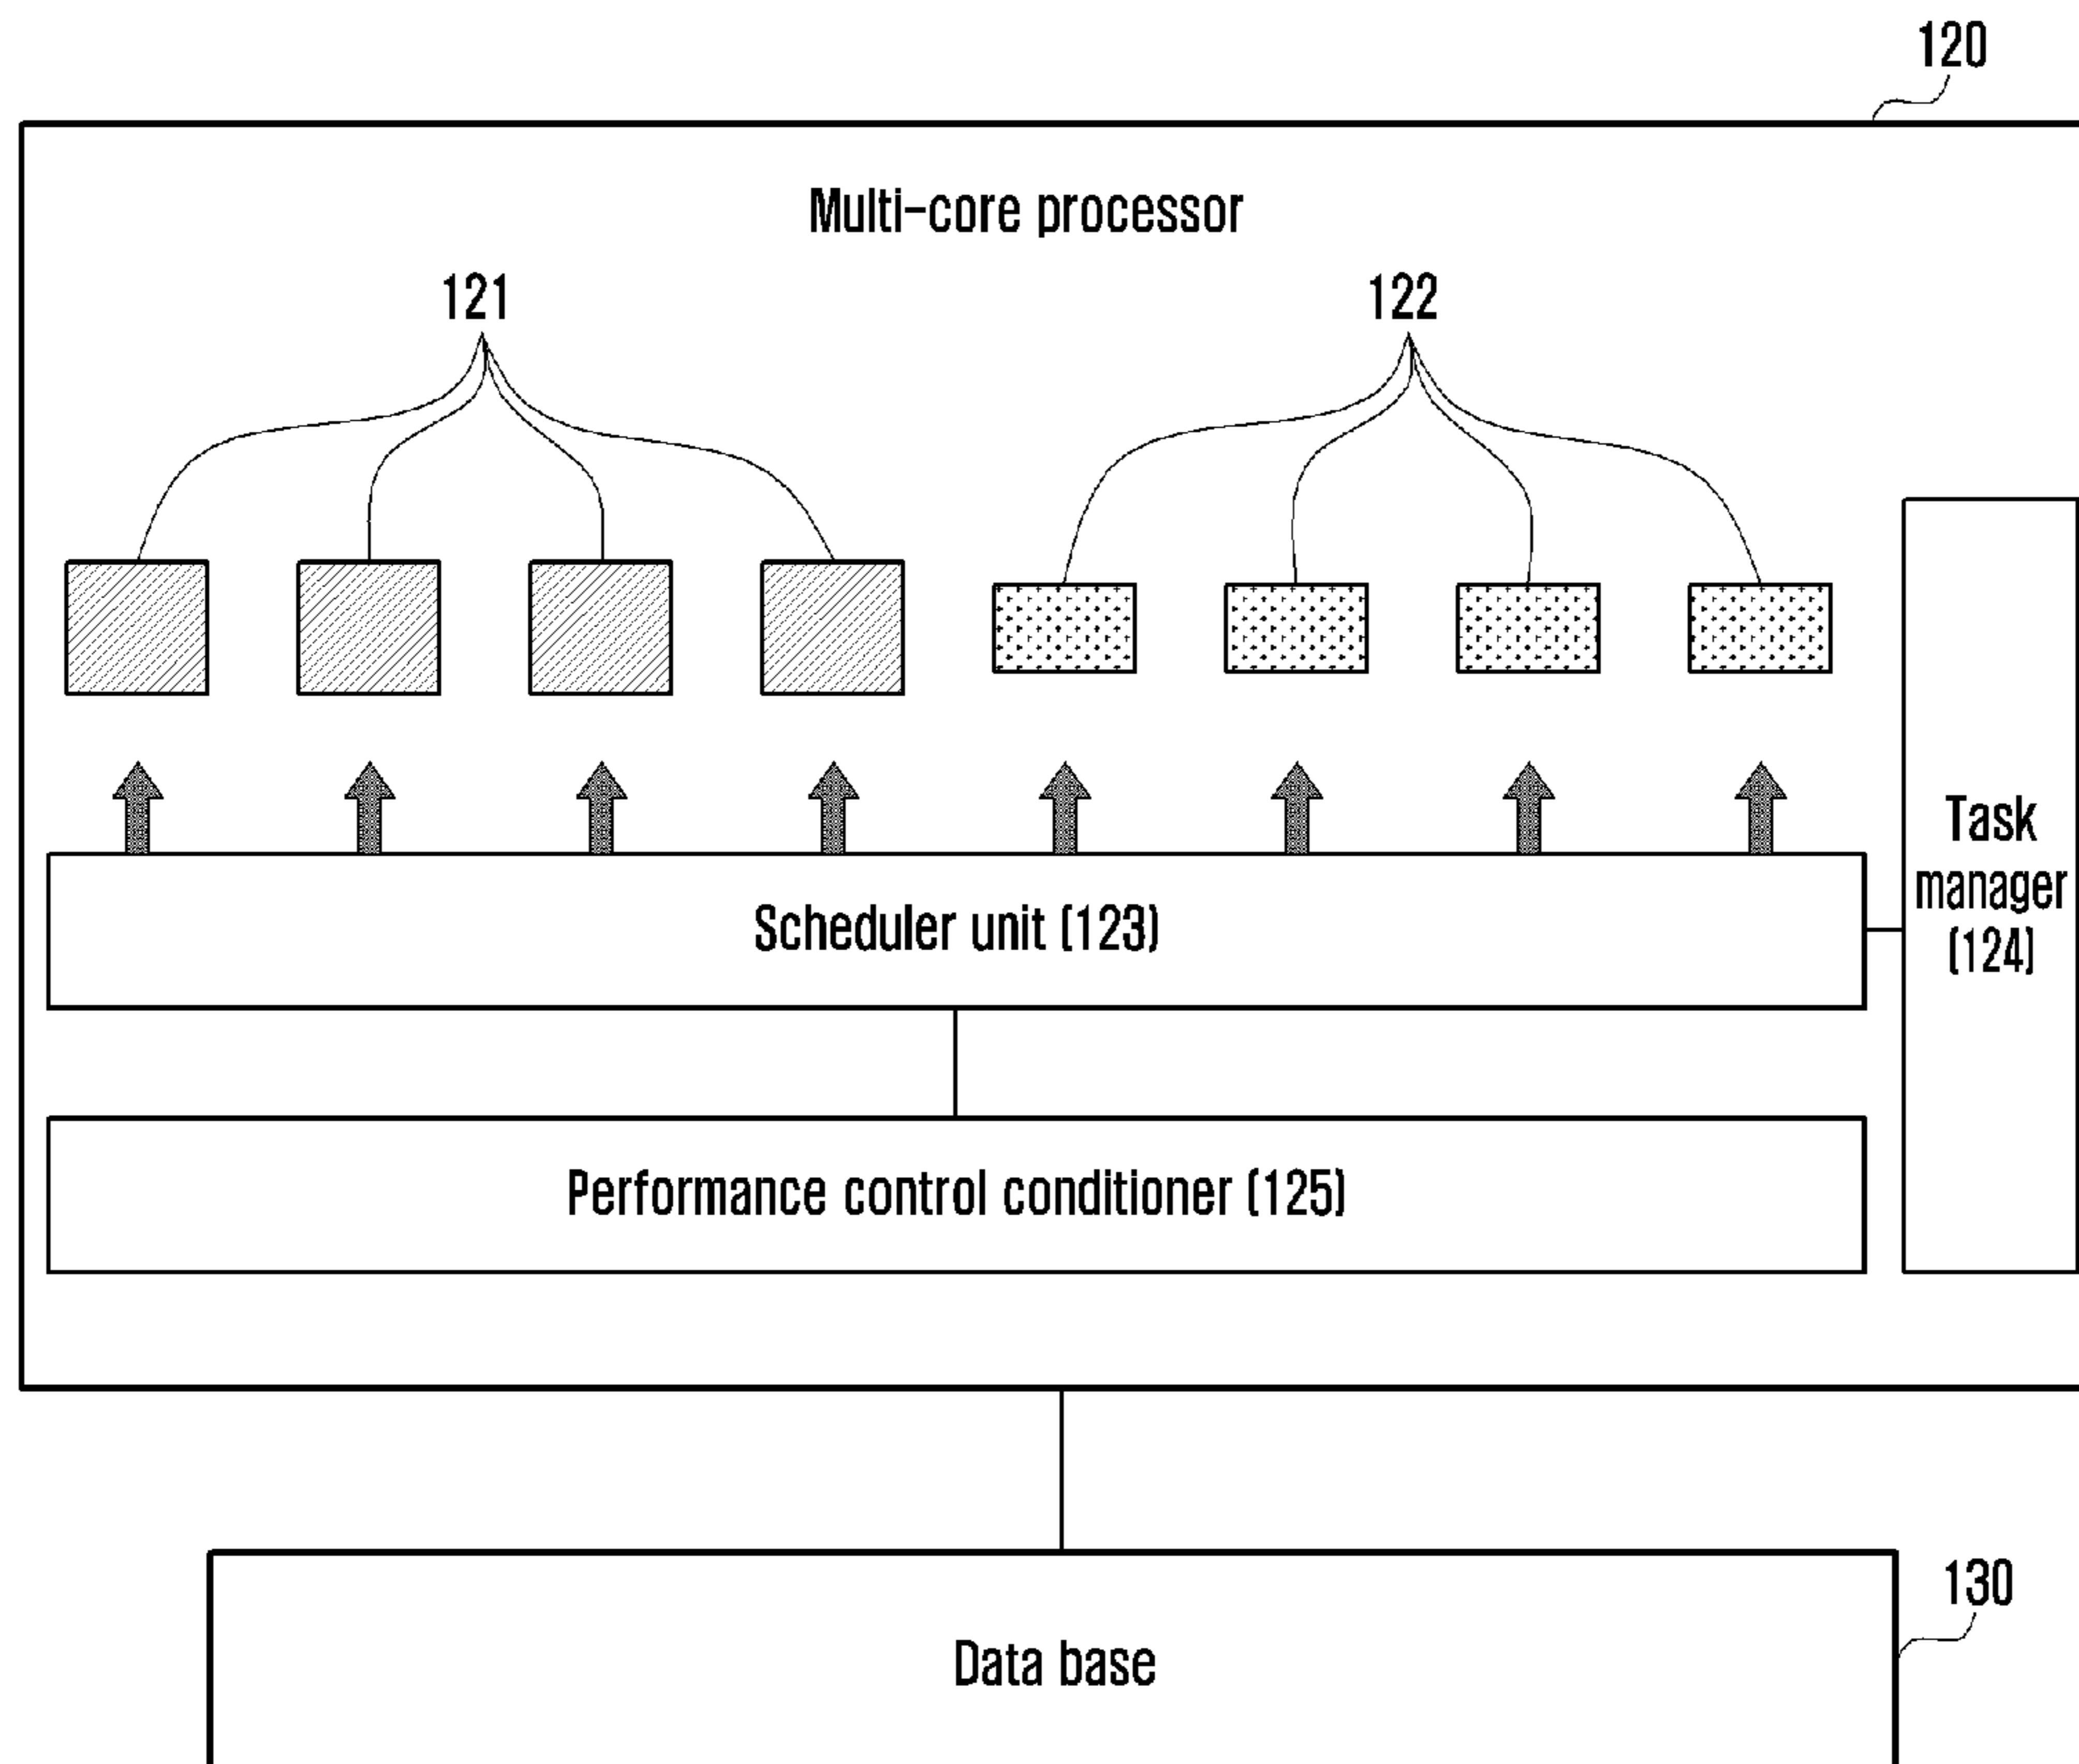 120
Multi-core processor
121
122
Task
manager
(124)
Scheduler unit (123)
Performance control conditioner (125)
130
Data base